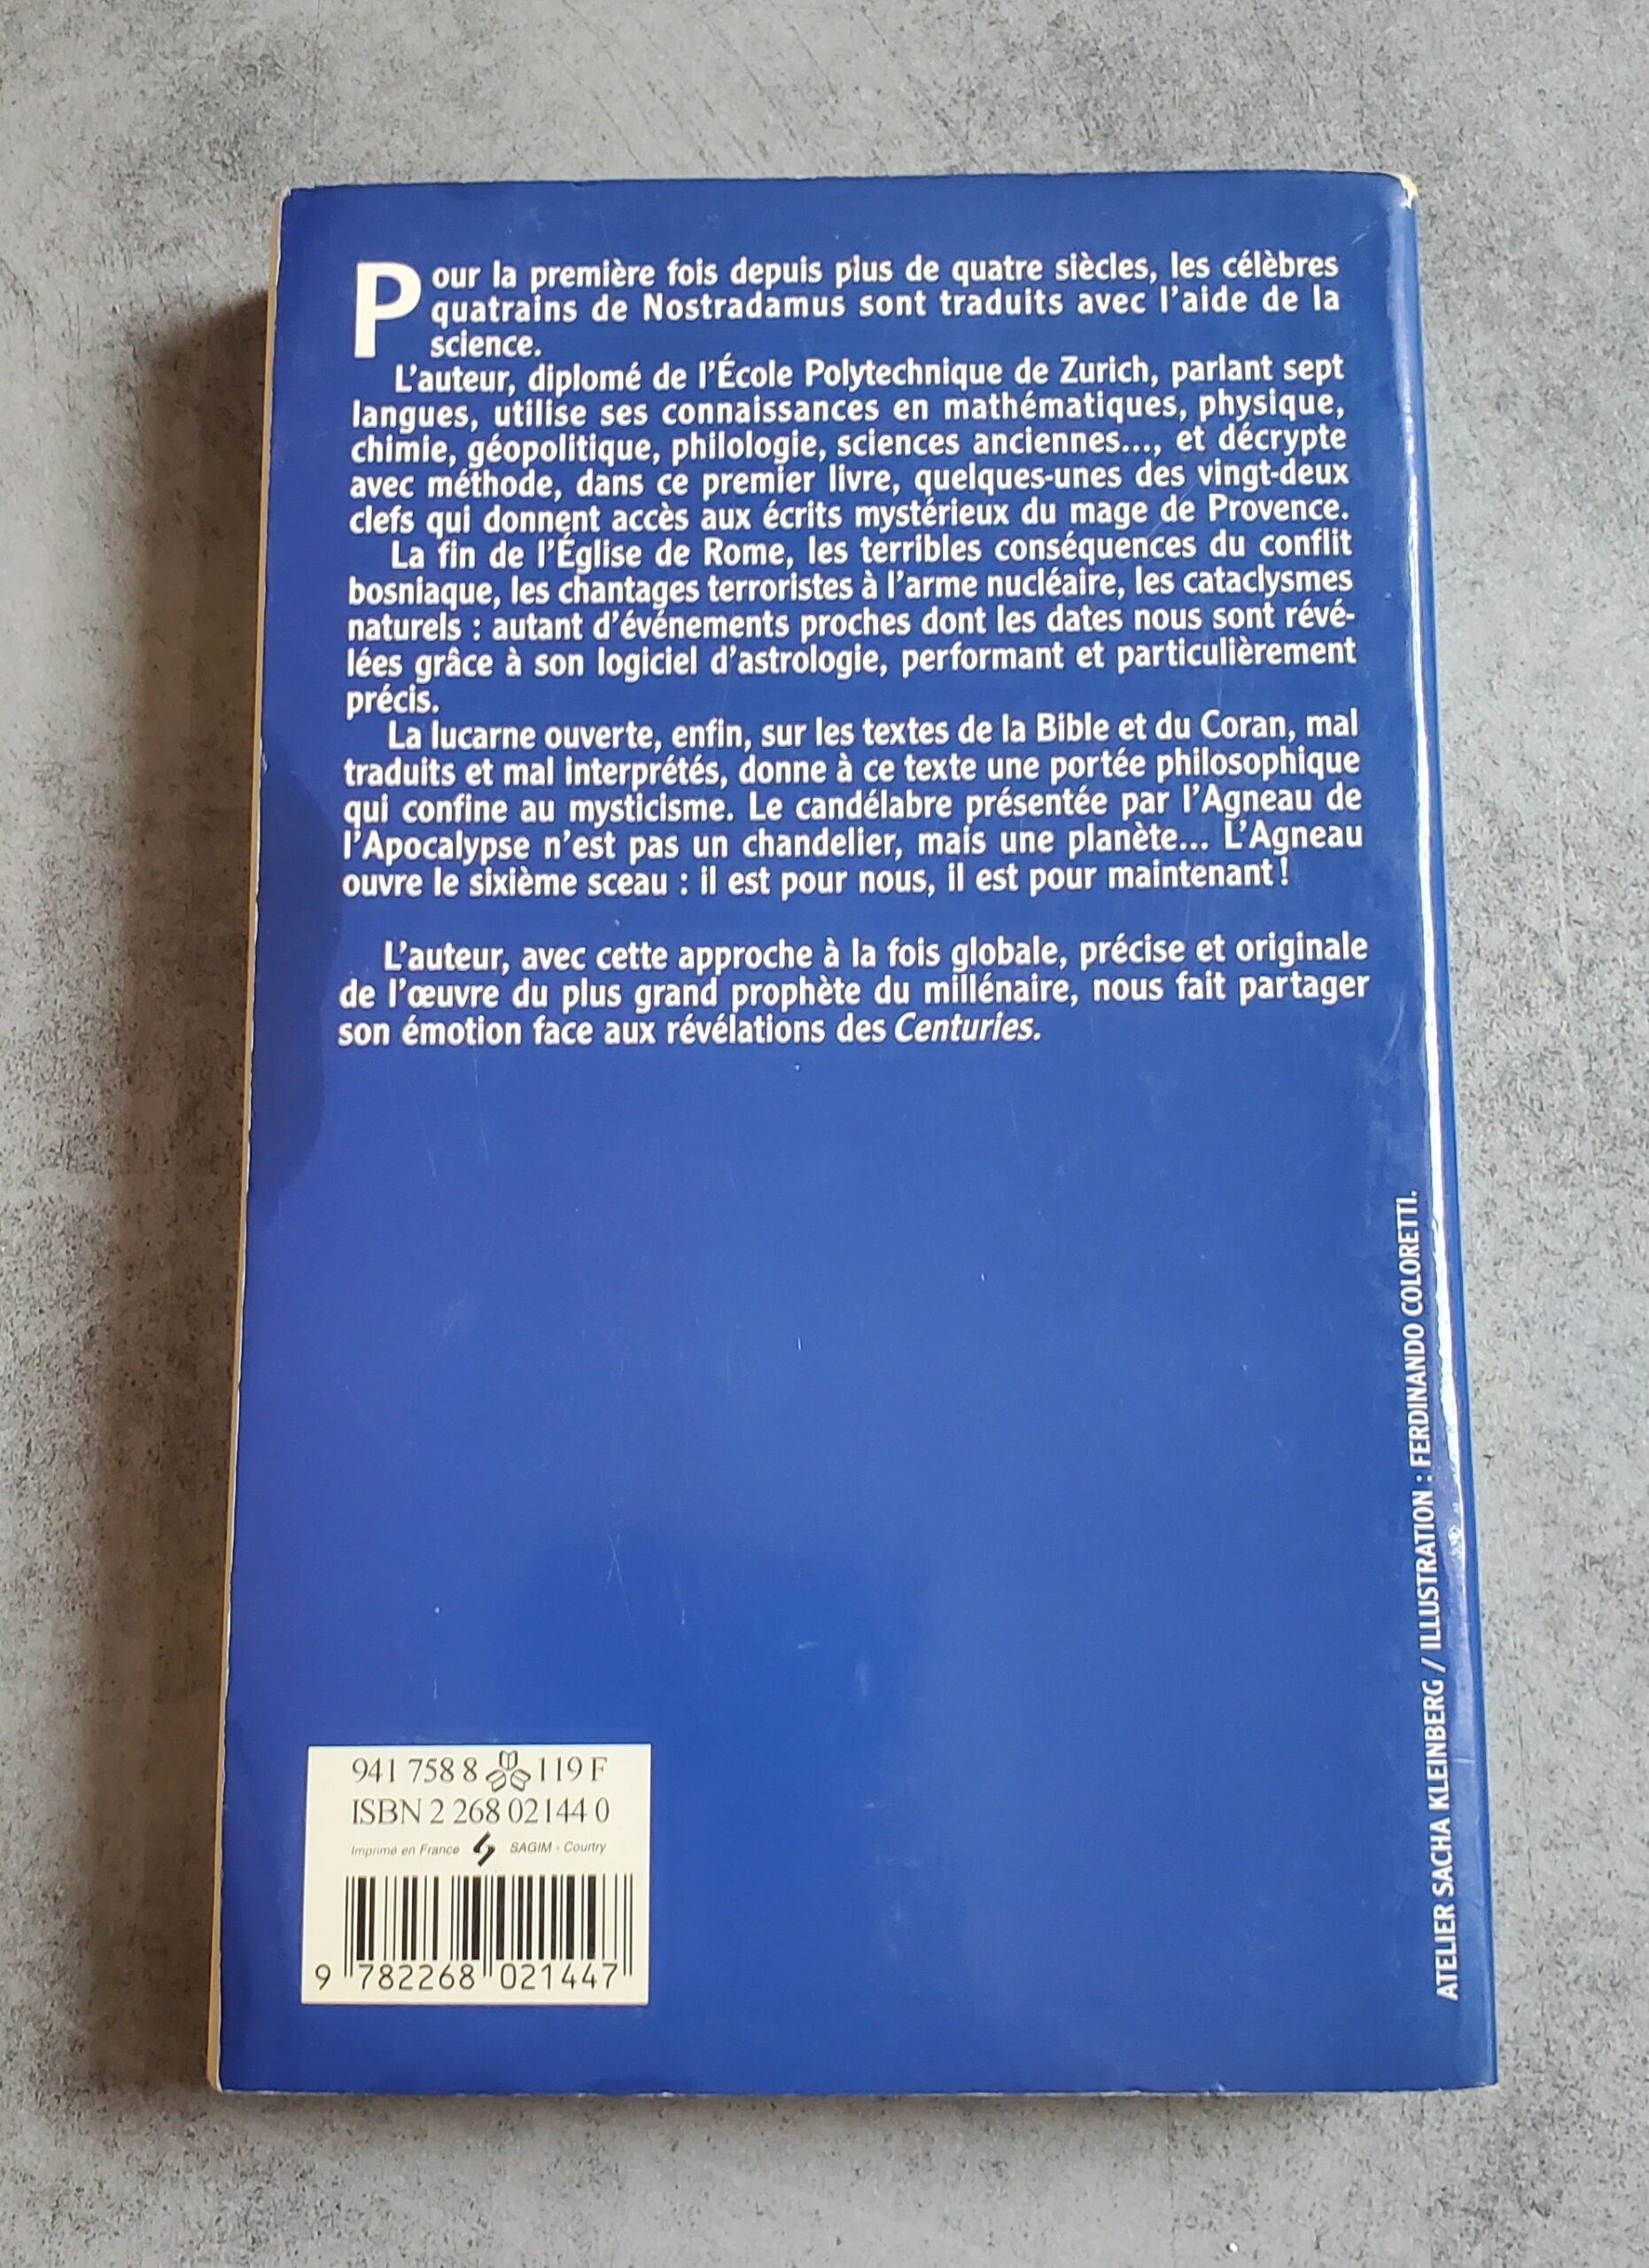 Pour la première fois depuis plus de quatre siècles, les célèbres
quatrains de Nostradamus sont traduits avec l'aide de la
science.
L'auteur, diplomé de l'École Polytechnique de Zurich, parlant sept
langues, utilise ses connaissances en mathématiques, physique,
chimie, géopolitique, philologie, sciences anciennes..., et décrypte
avec méthode, dans ce premier livre, quelques-unes des vingt-deux
clefs qui donnent accès aux écrits mystérieux du mage de Provence.
La fin de l'Église de Rome, les terribles conséquences du conflit
bosniaque, les chantages terroristes à l'arme nucléaire, les cataclysmes
naturels : autant d'événements proches dont les dates nous sont révé-
lées grâce à son logiciel d'astrologie, performant et particulièrement
précis.
La lucarne ouverte, enfin, sur les textes de la Bible et du Coran, mal
traduits et mal interprétés, donne à ce texte une portée philosophique
qui confine au mysticisme. Le candélabre présentée par l'Agneau de
l'Apocalypse n'est pas un chandelier, mais une planète... L'Agneau
ouvre le sixième sceau : il est pour nous, il est pour maintenant !
L'auteur, avec cette approche à la fois globale, précise et originale
de l'œuvre du plus grand prophète du millénaire, nous fait partager
son émotion face aux révélations des Centuries.
ATELIER SACHA KLEINBERG / ILLUSTRATION : FERDINANDO COLORETTI.
941 758 8 119 F
ISBN 2 268 02144 0
Imprimé en France SAGIM - Courtry
9 782268 021447